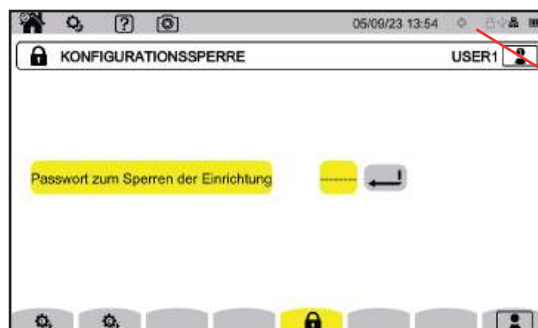 05/09/23 13:54
KONFIGURATIONSSPERRE USER1
Passwort zum Sperren der Einrichtung --------